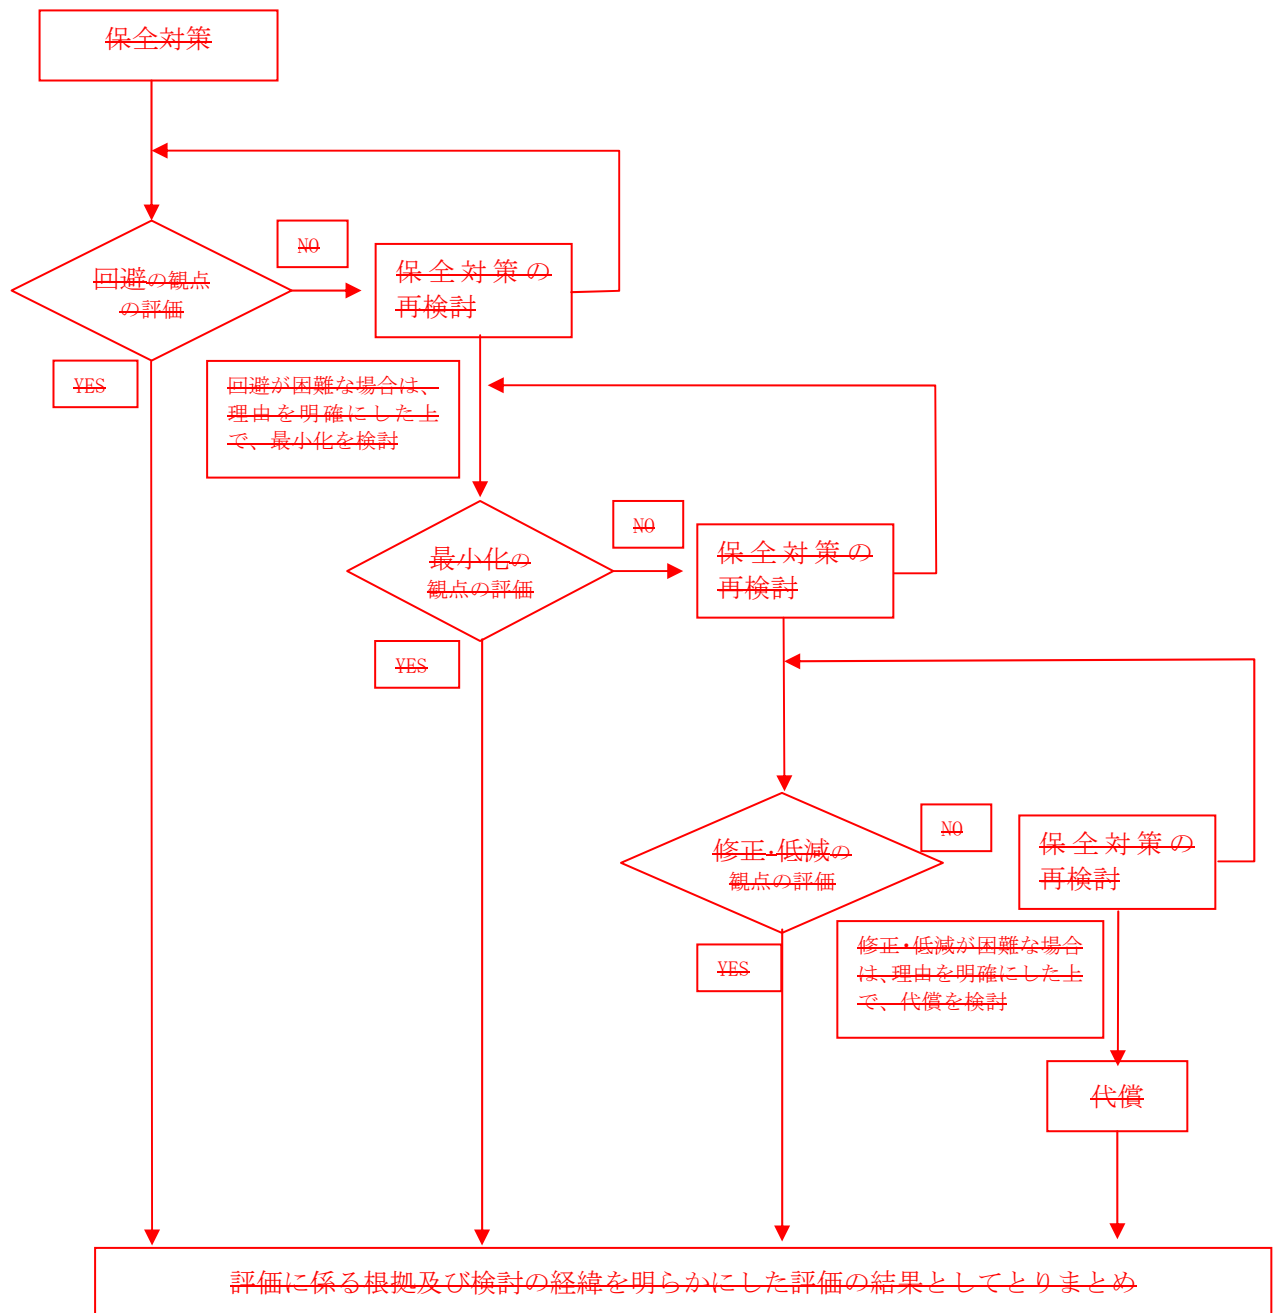 保全対策
NO
回避の観点
の評価
保全対策の
再検討
YES
回避が困難な場合は、
理由を明確にした上
で、最小化を検討
NO
最小化の
観点の評価
保全対策の
再検討
YES
NO
修正・低減の
観点の評価
保全対策の
再検討
YES
修正・低減が困難な場合
は、理由を明確にした上
で、代償を検討
代償
評価に係る根拠及び検討の経緯を明らかにした評価の結果としてとりまとめ